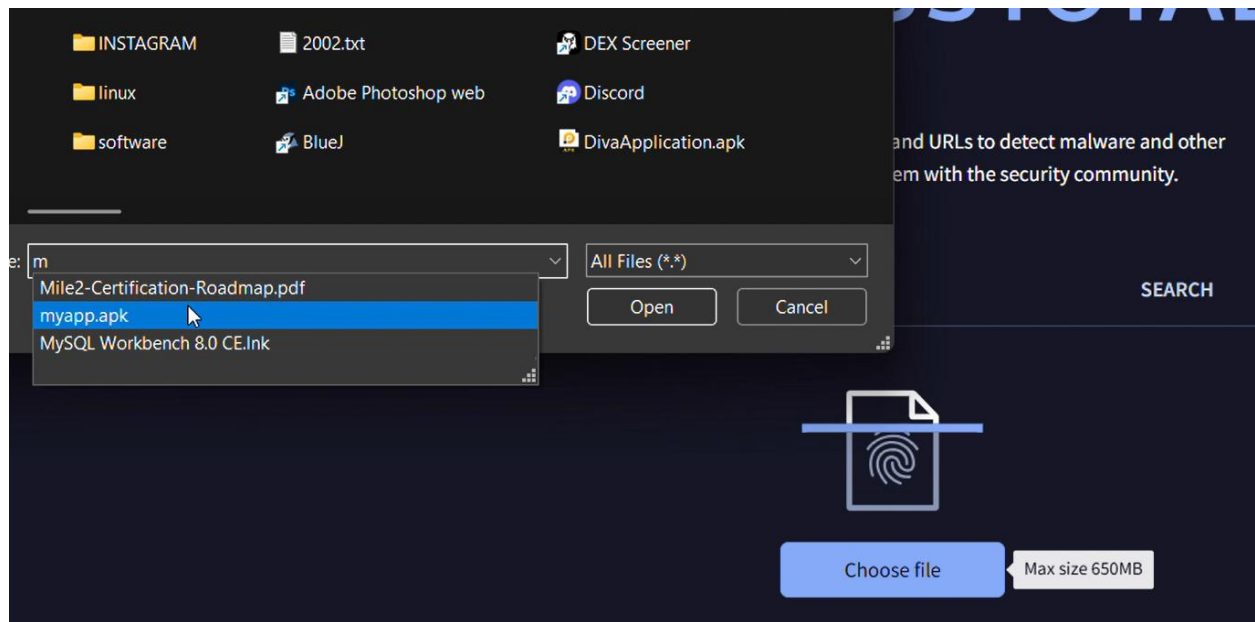 INSTAGRAM
2002.txt
DEX Screener
linux
Adobe Photoshop web
Discord
software
BlueJ
DivaApplication.apk
and URLs to detect malware and other
em with the security community.
e:
m
All Files (*.*)
Mile2-Certification-Roadmap.pdf
myapp.apk
MySQL Workbench 8.0 CE.lnk
Open
Cancel
SEARCH
Choose file
Max size 650MB